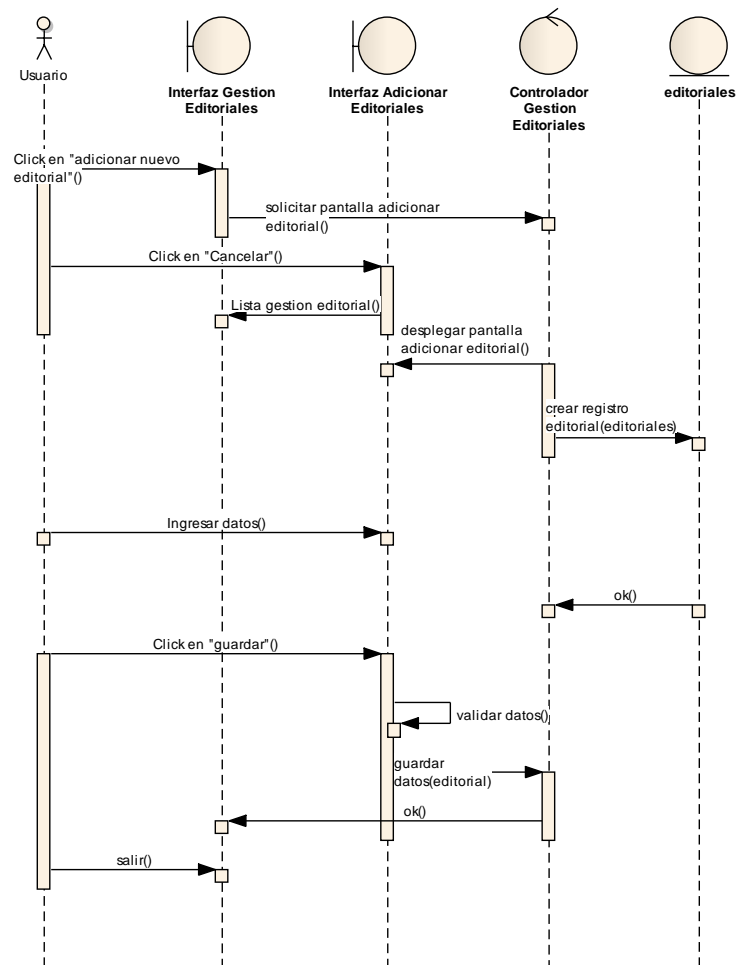 Usuario
Interfaz Gestion
Editoriales
Interfaz Adicionar
Editoriales
Controlador
Gestion
Editoriales
editoriales
Click en "adicionar nuevo
editorial"()
solicitar pantalla adicionar
editorial()
Click en "Cancelar"()
Lista gestion editorial()
desplegar pantalla
adicionar editorial()
crear registro
editorial(editoriales)
Ingresar datos()
ok()
Click en "guardar"()
validar datos()
guardar
datos(editorial)
ok()
salir()